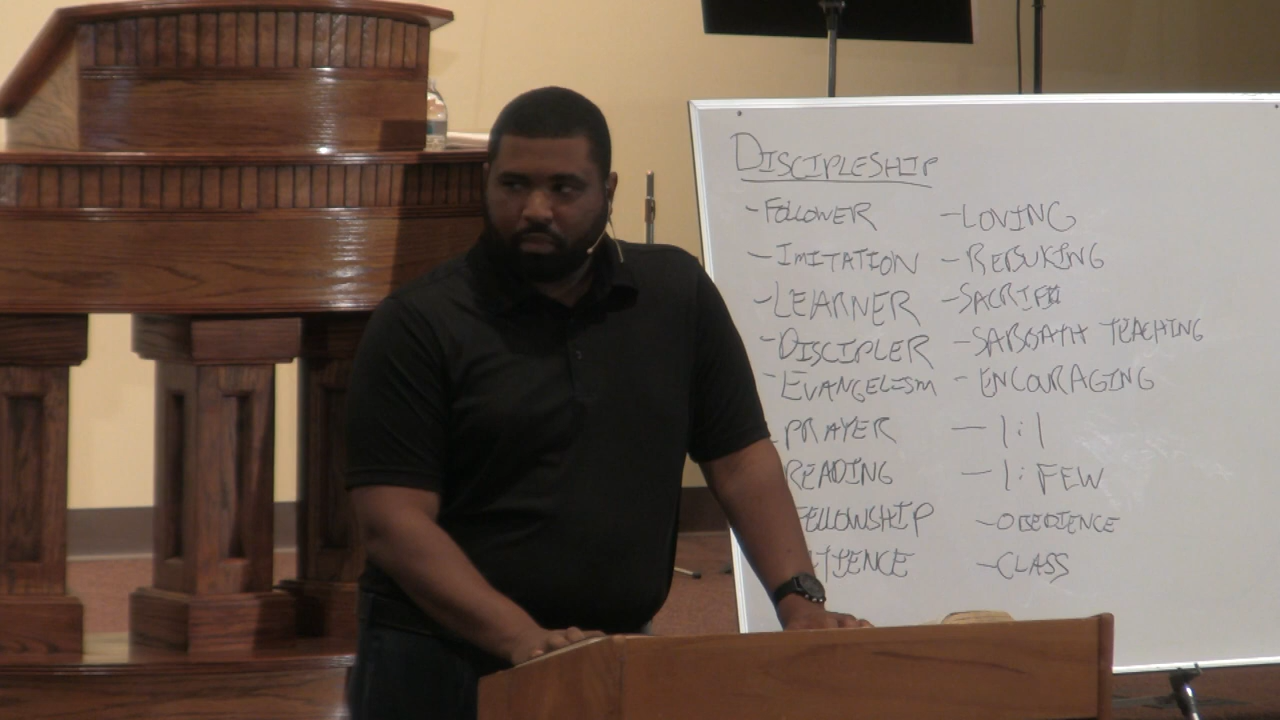 DISCIPLESHIP
- FOLLOWER
- IMITATION
- LEARNER
- DISCIPLER
- EVANGELISM
- PRAYER
READING
FELLOWSHIP
- LOVING
- REBUKING
- SABBATH TEACHING
- ENCOURAGING
- 1:1
- 1: FEW
- OBEDIENCE
- CLASS